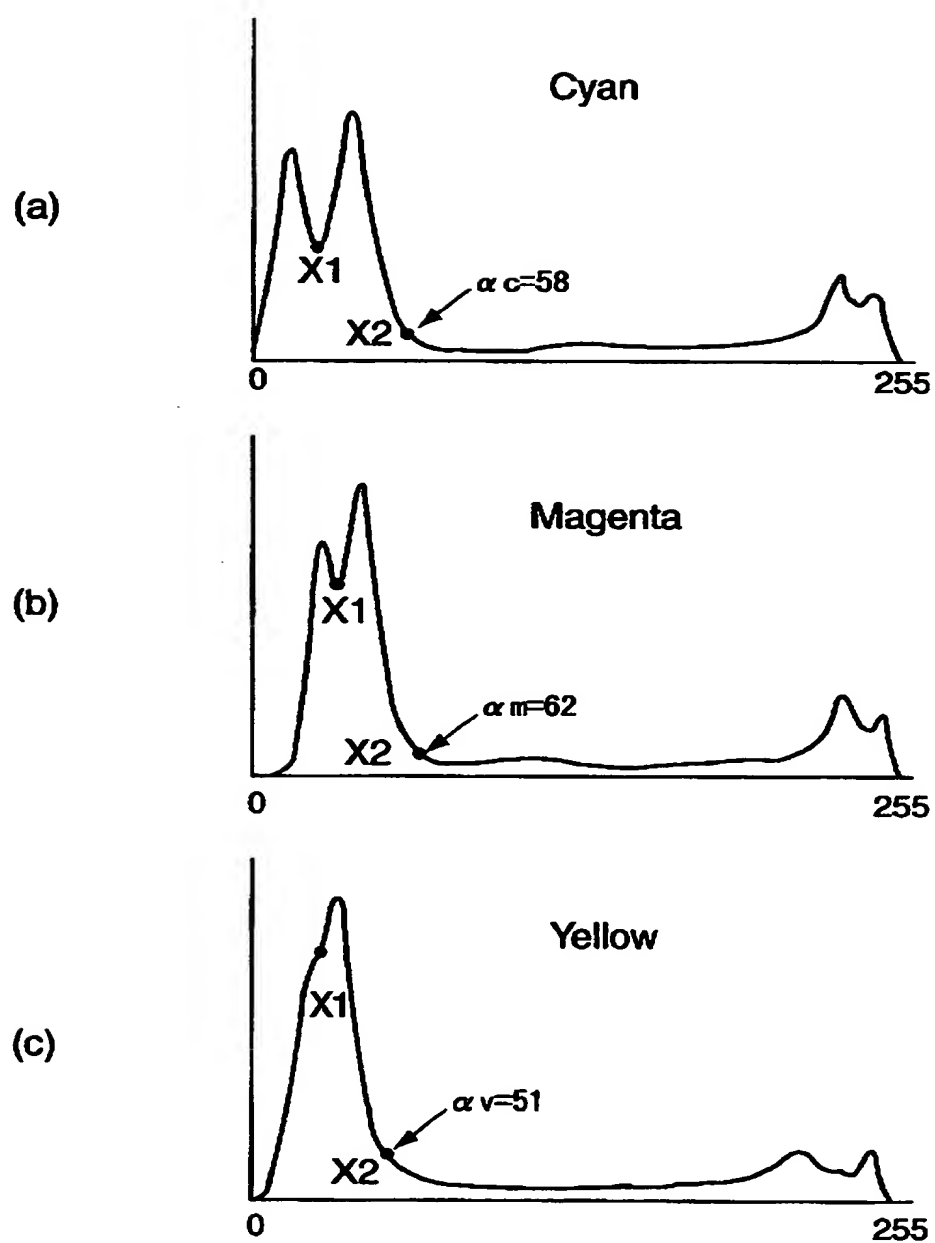 Cyan
(a)
X1
α c=58
X2
0
255
Magenta
(b)
X1
α m=62
X2
0
255
Yellow
X1
(c)
α v=51
X2
0
255